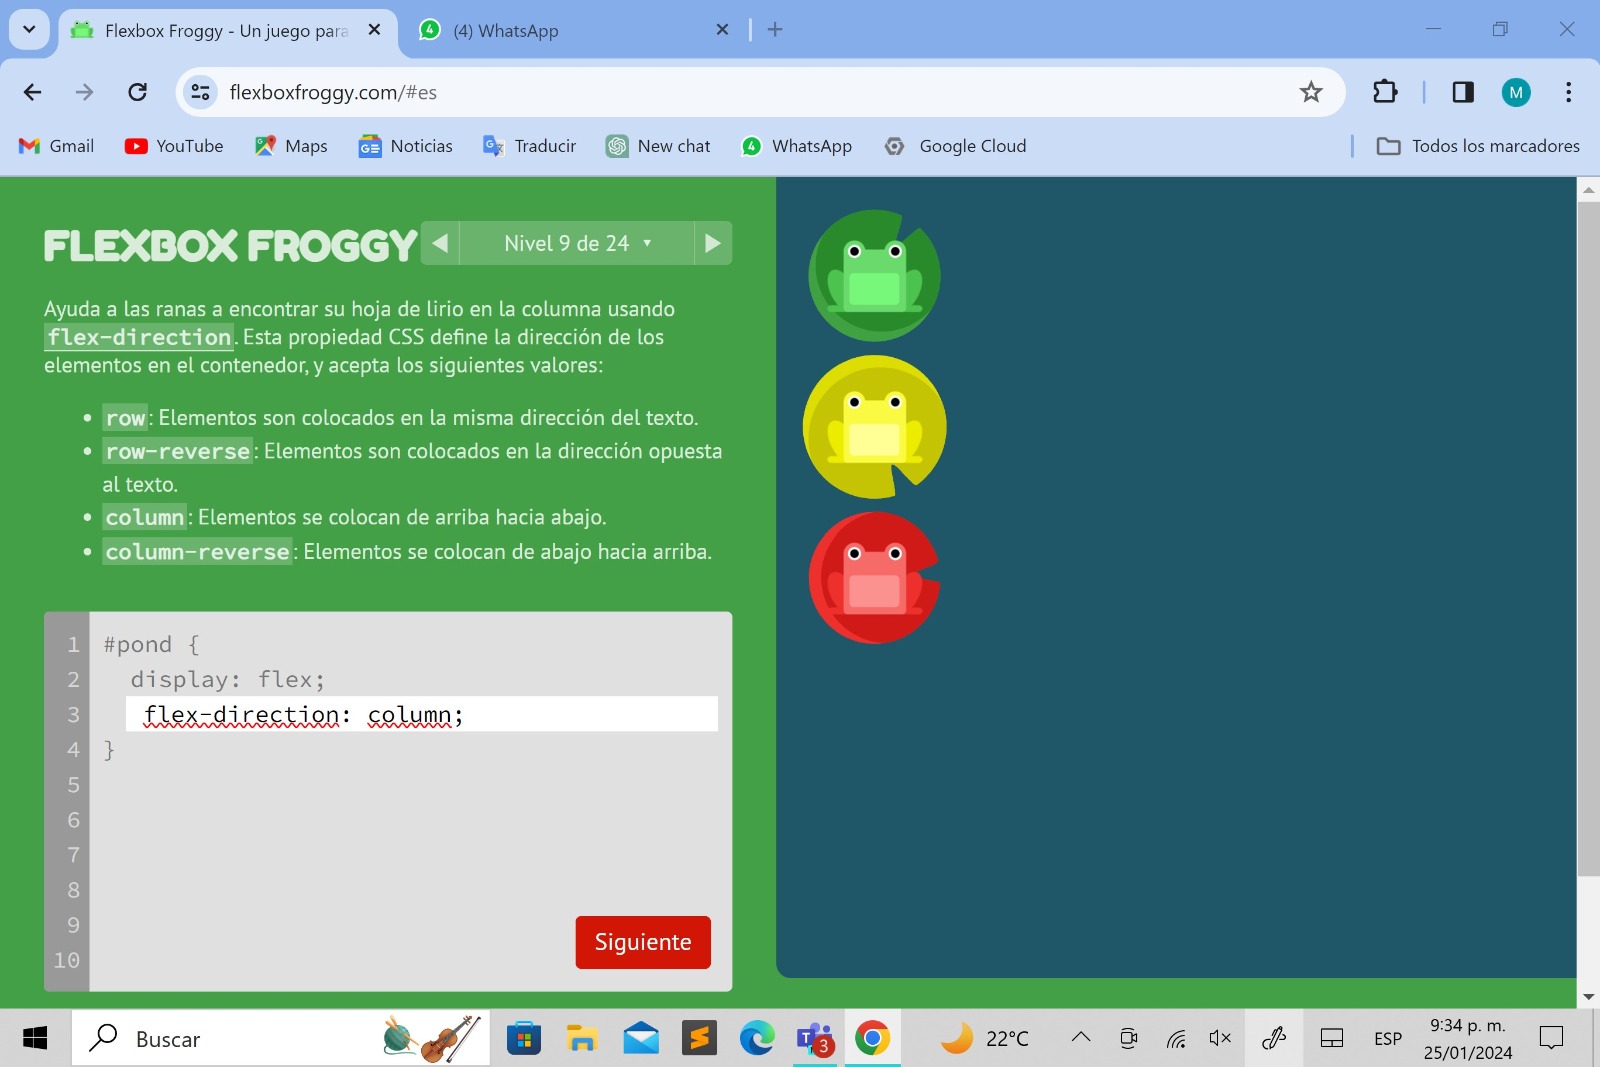 Flexbox Froggy - Un juego para
4 (4) WhatsApp
flexboxfroggy.com/#es
M
Gmail YouTube Maps Noticias Traducir New chat 4 WhatsApp Google Cloud Todos los marcadores
FLEXBOX FROGGY
Nivel 9 de 24
Ayuda a las ranas a encontrar su hoja de lirio en la columna usando
flex-direction. Esta propiedad CSS define la dirección de los
elementos en el contenedor, y acepta los siguientes valores:
• row: Elementos son colocados en la misma dirección del texto.
• row-reverse: Elementos son colocados en la dirección opuesta
al texto.
• column: Elementos se colocan de arriba hacia abajo.
• column-reverse: Elementos se colocan de abajo hacia arriba.
1 #pond {
2 display: flex;
3 flex-direction: column;
4 }
5
6
7
8
9
10
Siguiente
Buscar
3
22°C
ESP
9:34 p. m.
25/01/2024